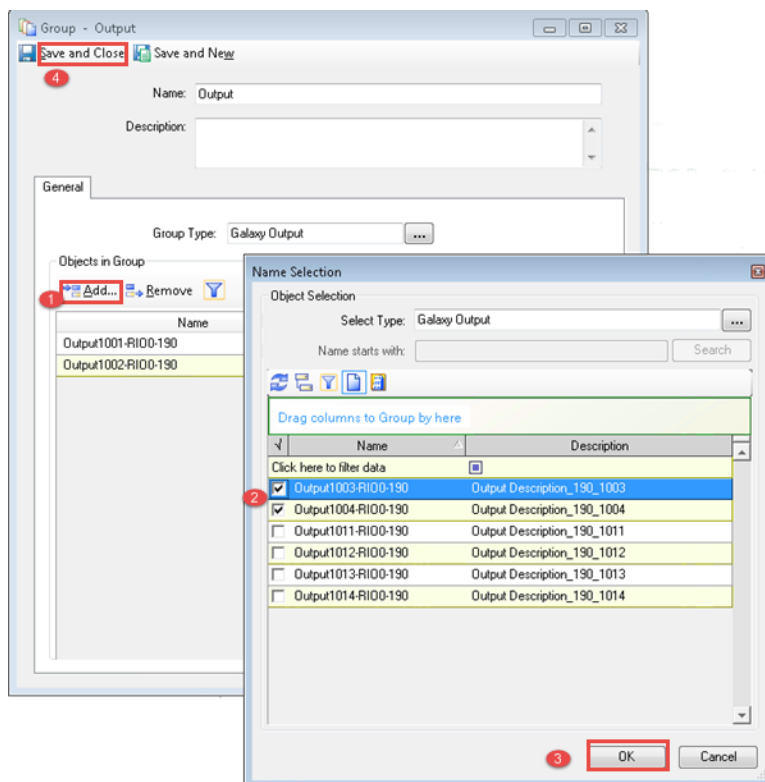 Group - Output
Save and Close Save and New
4
Name: Output
Description:
General
Group Type: Galaxy Output ...
Objects in Group
1 Add... Remove
Name
Output1001-RIO0-190
Output1002-RIO0-190
Name Selection
Object Selection
Select Type: Galaxy Output ...
Name starts with: Search
Drag columns to Group by here
Name Description
Click here to filter data
2
Output1003-RIO0-190 Output Description_190_1003
Output1004-RIO0-190 Output Description_190_1004
Output1011-RIO0-190 Output Description_190_1011
Output1012-RIO0-190 Output Description_190_1012
Output1013-RIO0-190 Output Description_190_1013
Output1014-RIO0-190 Output Description_190_1014
3 OK Cancel